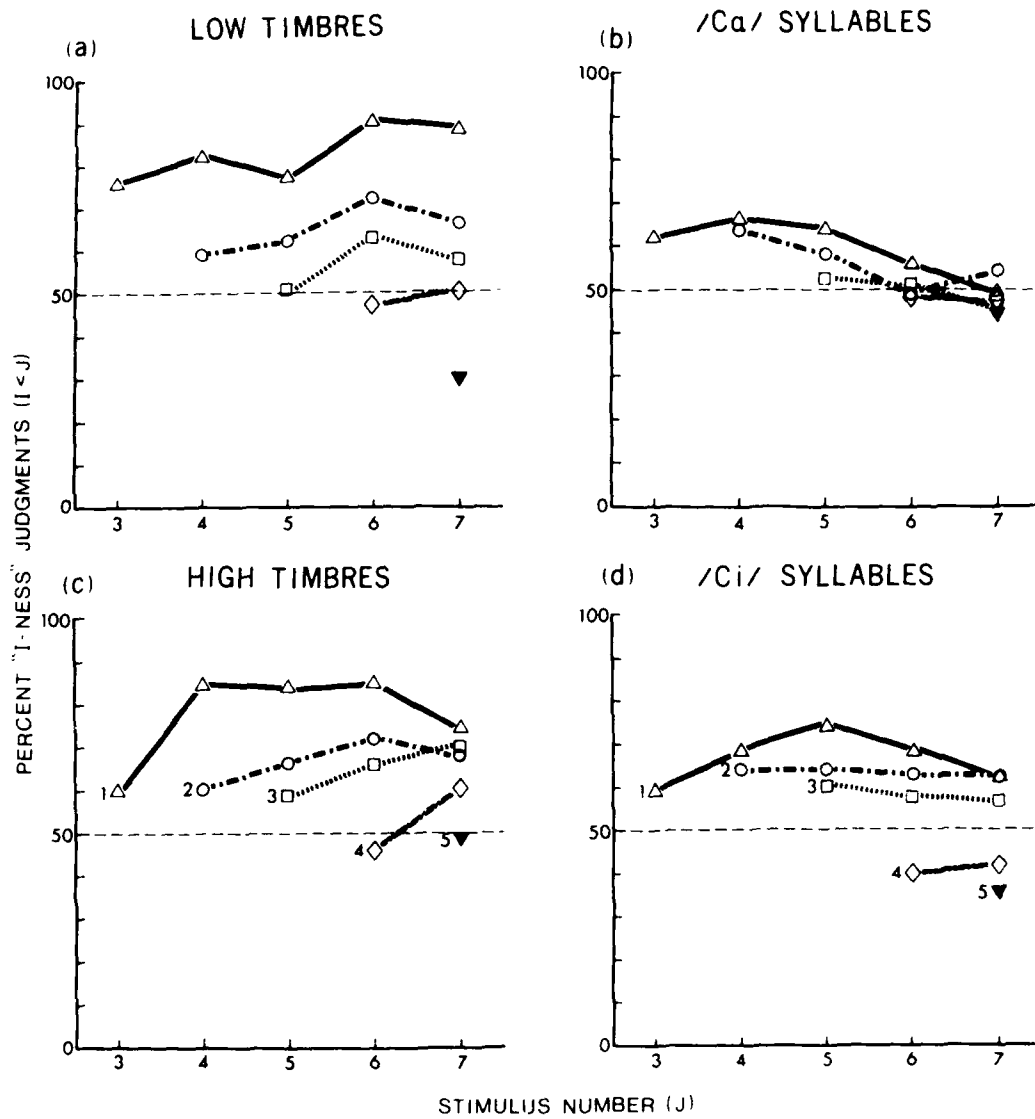 (a) LOW TIMBRES
(b) /Ca/ SYLLABLES
100
50
0
3 4 5 6 7
100
50
0
3 4 5 6 7
(c) HIGH TIMBRES
(d) /Ci/ SYLLABLES
100
50
0
1
2
3
4
5
3 4 5 6 7
100
50
0
1
2
3
4
5
3 4 5 6 7
PERCENT "I-NESS" JUDGMENTS (I < J)
STIMULUS NUMBER (J)